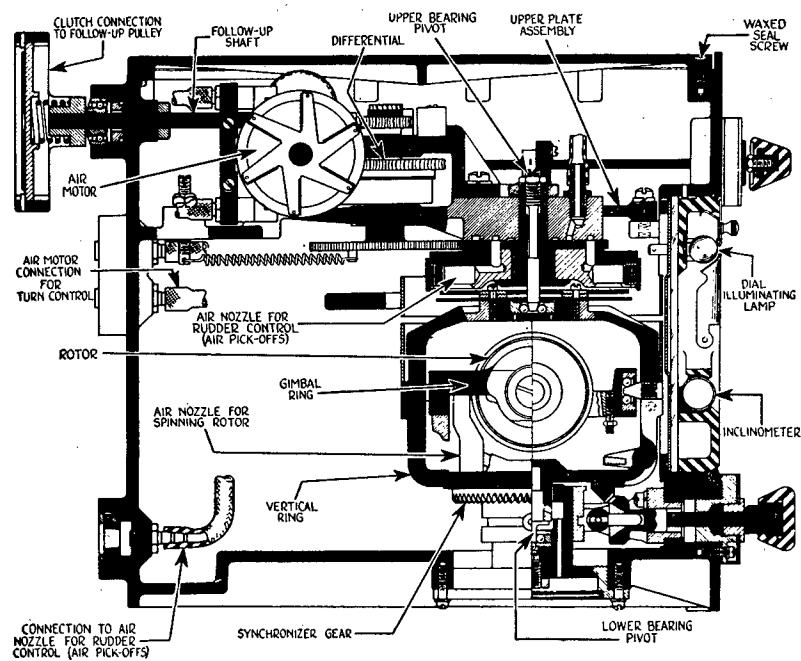 CLUTCH CONNECTION
TO FOLLOW-UP PULLEY
FOLLOW-UP
SHAFT
DIFFERENTIAL
UPPER BEARING
PIVOT
UPPER PLATE
ASSEMBLY
WAXED
SEAL
SCREW
AIR
MOTOR
AIR MOTOR
CONNECTION
FOR
TURN CONTROL
AIR NOZZLE FOR
RUDDER CONTROL
(AIR PICK-OFFS)
DIAL
ILLUMINATING
LAMP
ROTOR
GIMBAL
RING
AIR NOZZLE FOR
SPINNING ROTOR
INCLINOMETER
VERTICAL
RING
CONNECTION TO AIR
NOZZLE FOR RUDDER
CONTROL (AIR PICK-OFFS)
SYNCHRONIZER GEAR
LOWER BEARING
PIVOT